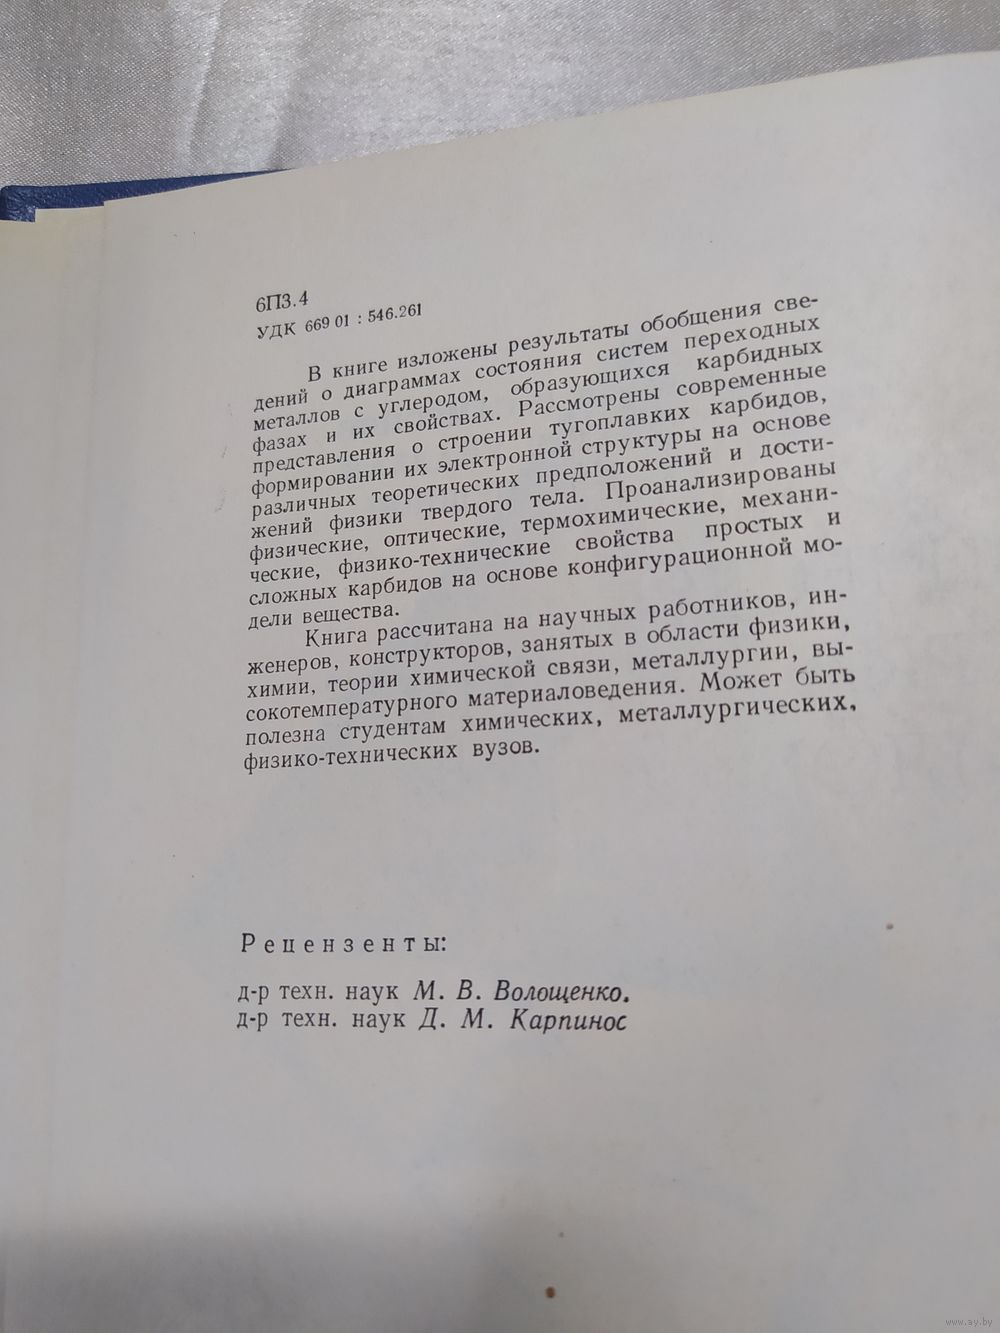 6П3.4
УДК 669 01 : 546.261
В книге изложены результаты обобщения све-
дений о диаграммах состояния систем переходных
металлов с углеродом, образующихся карбидных
фазах и их свойствах. Рассмотрены современные
представления о строении тугоплавких карбидов,
формировании их электронной структуры на основе
различных теоретических предположений и дости-
жений физики твердого тела. Проанализированы
физические, оптические, термохимические, механи-
ческие, физико-технические свойства простых и
сложных карбидов на основе конфигурационной мо-
дели вещества.
Книга рассчитана на научных работников, ин-
женеров, конструкторов, занятых в области физики,
химии, теории химической связи, металлургии, вы-
сокотемпературного материаловедения. Может быть
полезна студентам химических, металлургических,
физико-технических вузов.
Рецензенты:
д-р техн. наук М. В. Волощенко,
д-р техн. наук Д. М. Карпинос
www.ay.by